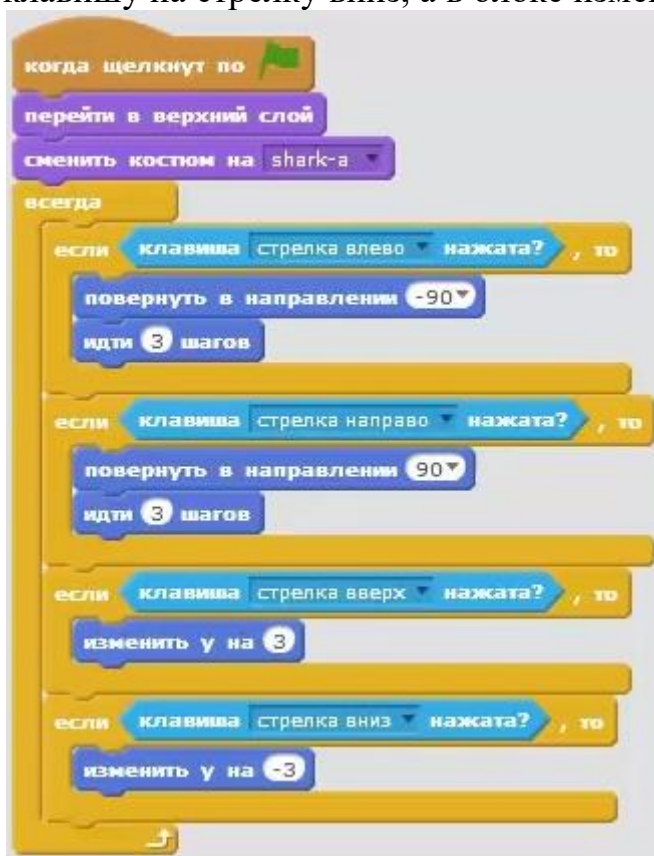 клавишу на стрелку вниз, а в блоке
когда щелкнут по
перейти в верхний слой
сменить костюм на shark-a
всегда
если клавиша стрелка влево нажата? , то
повернуть в направлении -90
идти 3 шагов
если клавиша стрелка направо нажата? , то
повернуть в направлении 90
идти 3 шагов
если клавиша стрелка вверх нажата? , то
изменить y на 3
если клавиша стрелка вниз нажата? , то
изменить y на -3